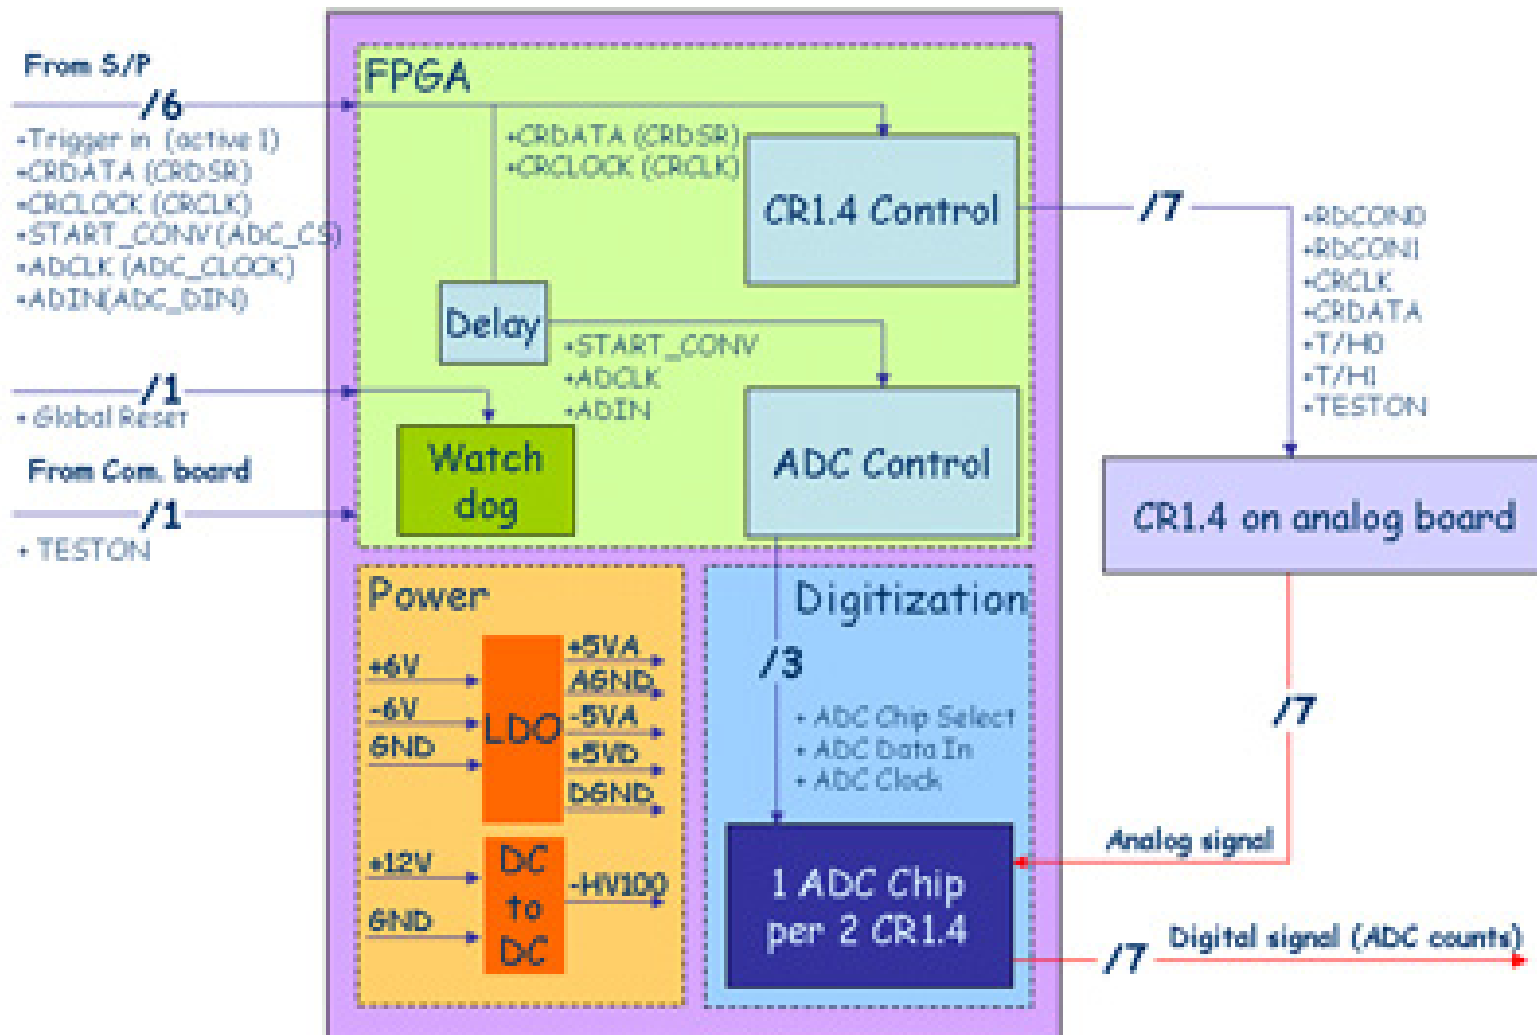 From S/P
/6
•Trigger in (active 1)
•CRDATA (CRDSR)
•CRCLOCK (CRCLK)
•START_CONV(ADC_CS)
•ADCLK (ADC_CLOCK)
•ADIN(ADC_DIN)
/1
• Global Reset
From Com. board
/1
• TESTON
FPGA
•CRDATA (CRDSR)
•CRCLOCK (CRCLK)
CR1.4 Control
Delay
•START_CONV
•ADCLK
•ADIN
Watch
dog
ADC Control
/7
•RDCON0
•RDCON1
•CRCLK
•CRDATA
•T/H0
•T/H1
•TESTON
CR1.4 on analog board
Power
+6V
-6V
GND
LDO
+5VA
AGND
-5VA
+5VD
DGND
+12V
GND
DC
to
DC
-HV100
Digitization
/3
• ADC Chip Select
• ADC Data In
• ADC Clock
1 ADC Chip
per 2 CR1.4
/7
Analog signal
/7
Digital signal (ADC counts)